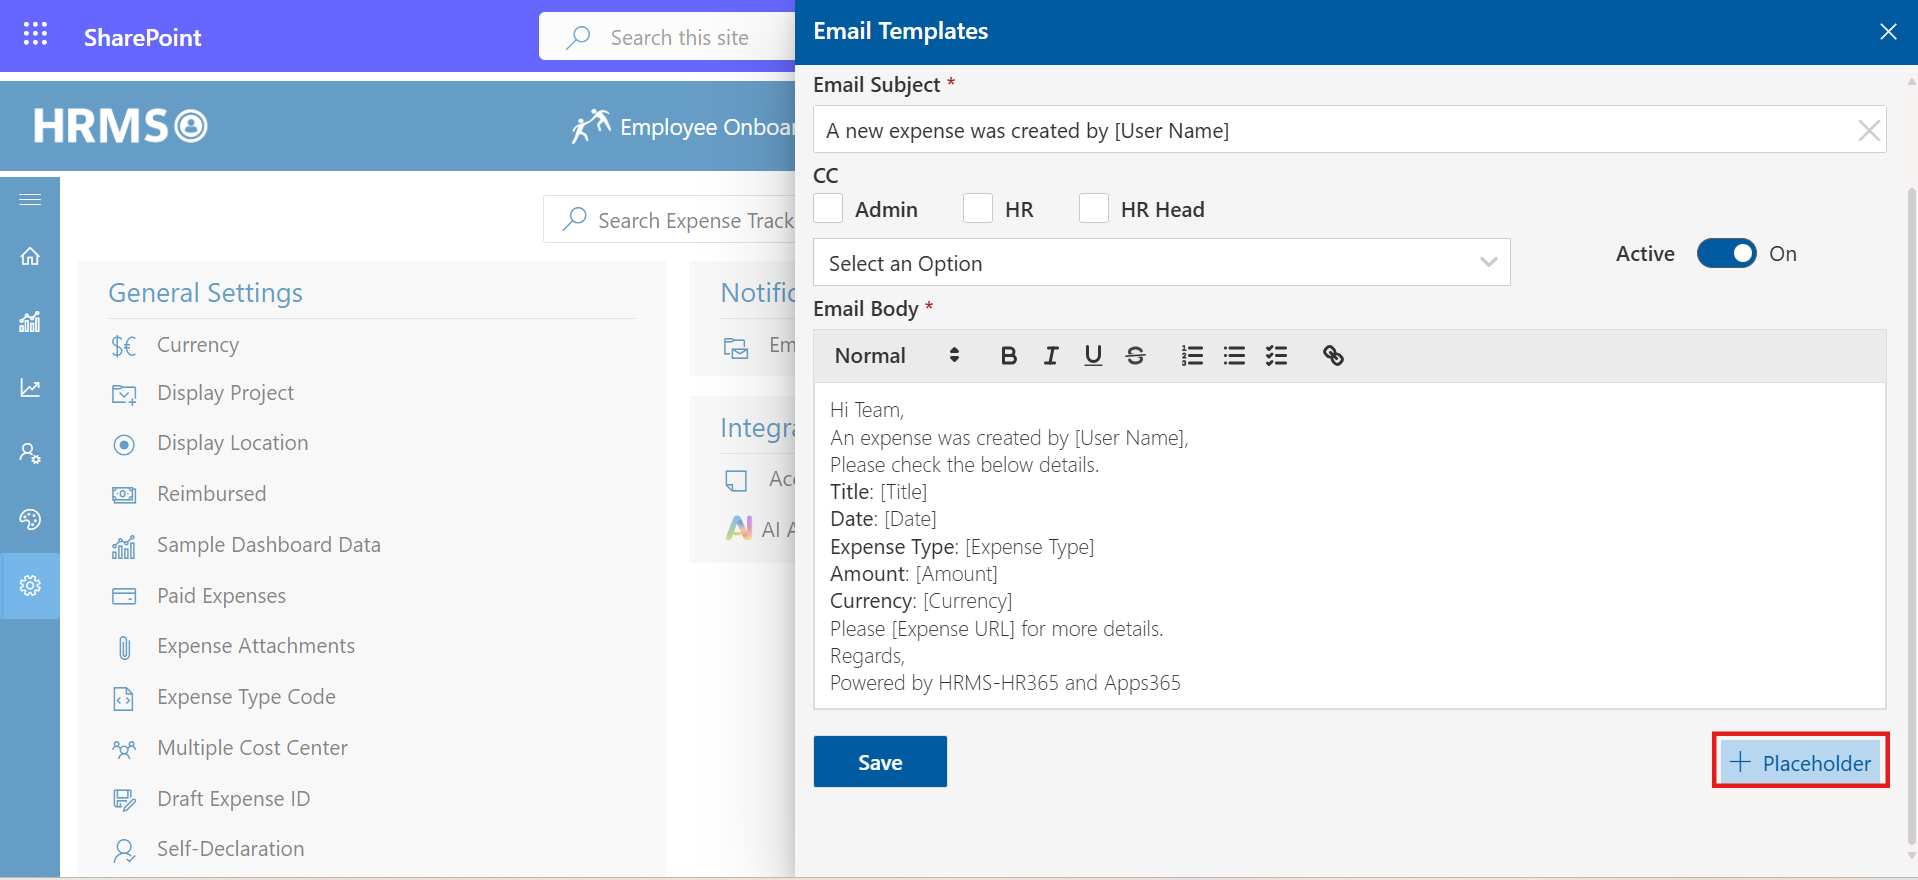 SharePoint
Search this site
HRMS
Employee Onboar
Search Expense Track
General Settings
Currency
Display Project
Display Location
Reimbursed
Sample Dashboard Data
Paid Expenses
Expense Attachments
Expense Type Code
Multiple Cost Center
Draft Expense ID
Self-Declaration
Notific
Em
Integra
Acc
AI A
Email Templates
Email Subject *
A new expense was created by [User Name]
CC
Admin HR HR Head
Select an Option
Active On
Email Body *
Normal B I U S
Hi Team,
An expense was created by [User Name],
Please check the below details.
Title: [Title]
Date: [Date]
Expense Type: [Expense Type]
Amount: [Amount]
Currency: [Currency]
Please [Expense URL] for more details.
Regards,
Powered by HRMS-HR365 and Apps365
Save
+ Placeholder